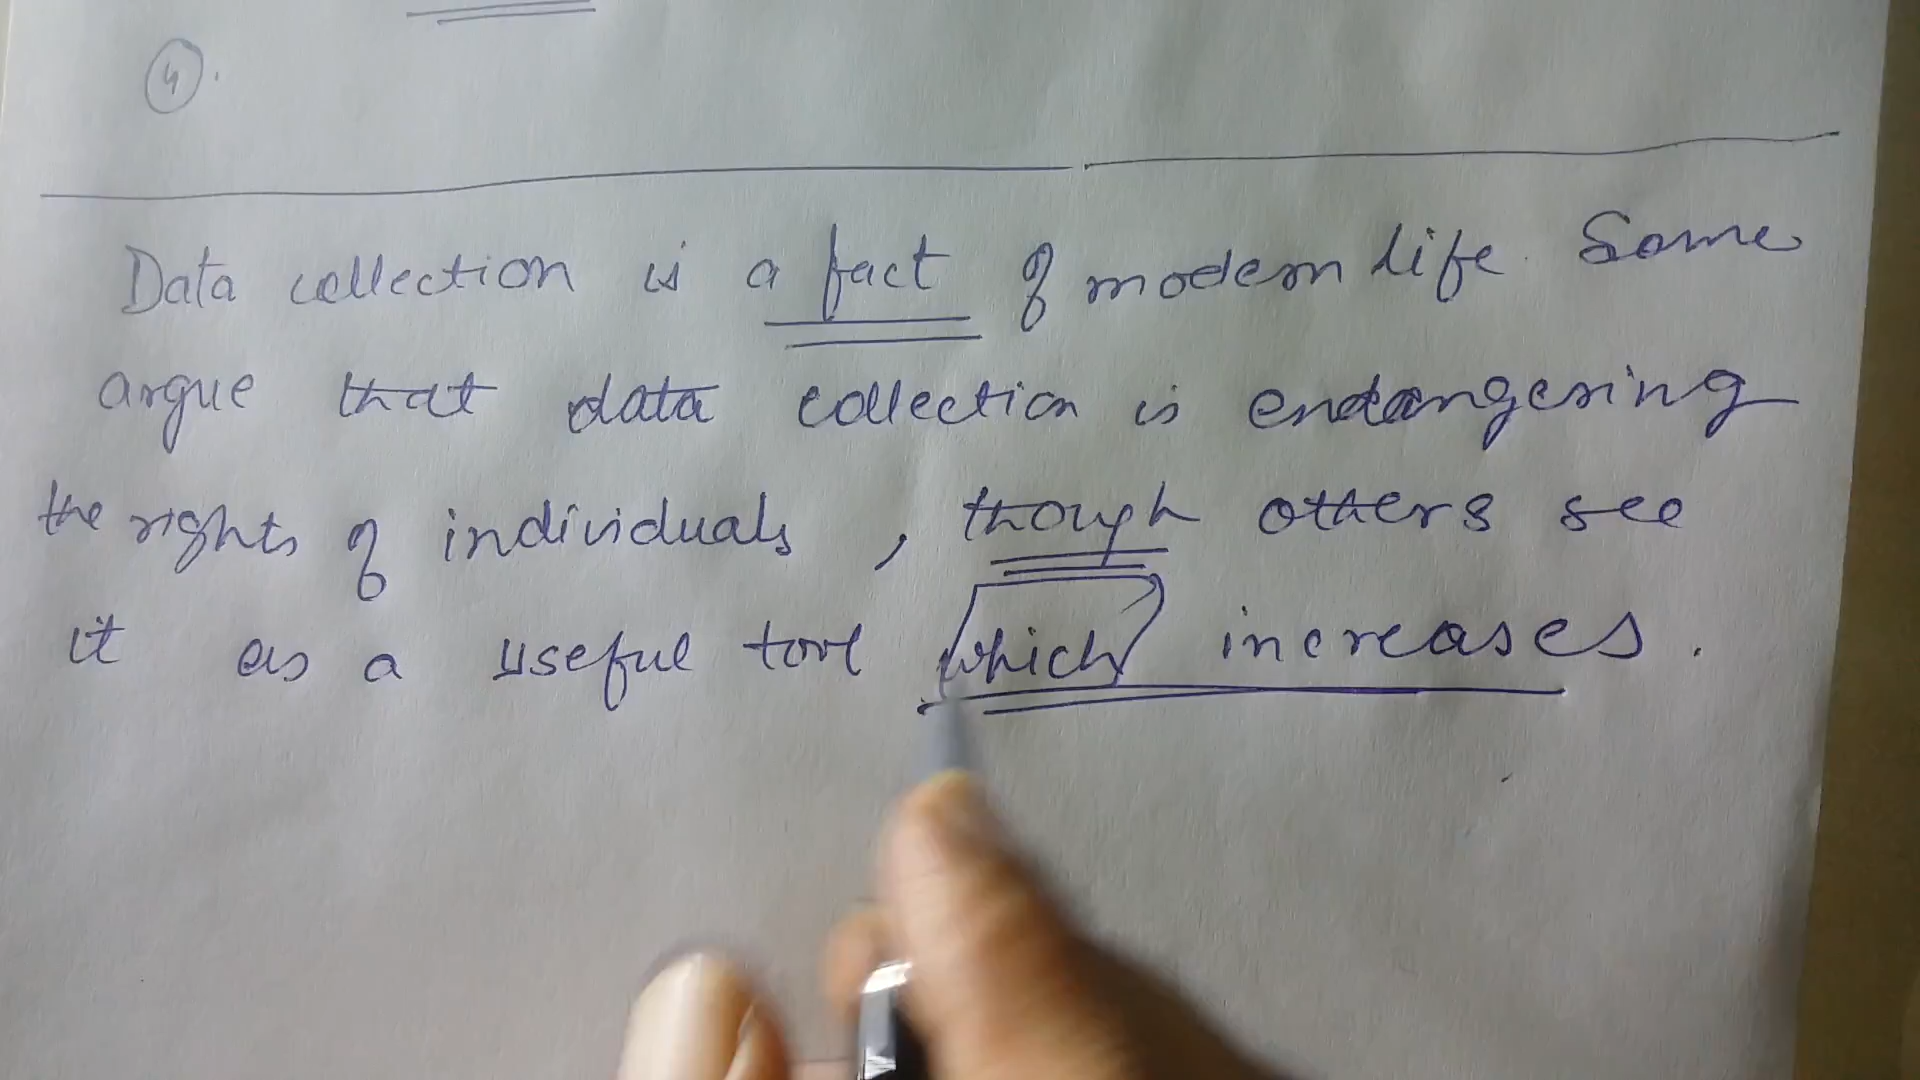 4.
Data collection is a fact of modern life. Some
argue that data collection is endangering
the rights of individuals, though others see
it as a useful tool which increases.